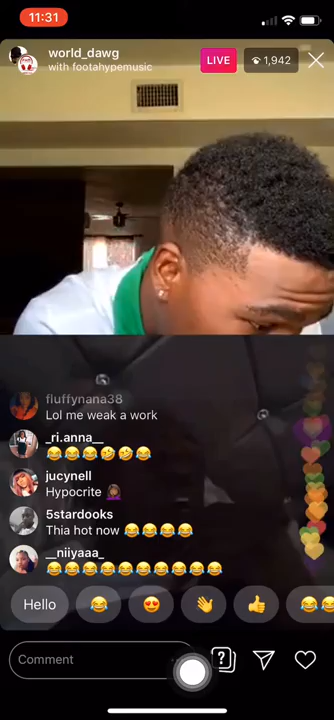 11:31
world_dawg
with footahypemusic
LIVE
1,942
fluffynana38
Lol me weak a work
_ri.anna__
😂😂😂🤣🤣😂
jucynell
Hypocrite 🤦🏾‍♀️
5stardooks
Thia hot now 😂😂😂😂
__niiyaaa_
😂😂😂😂😂😂😂😂😂😂
Hello
Comment